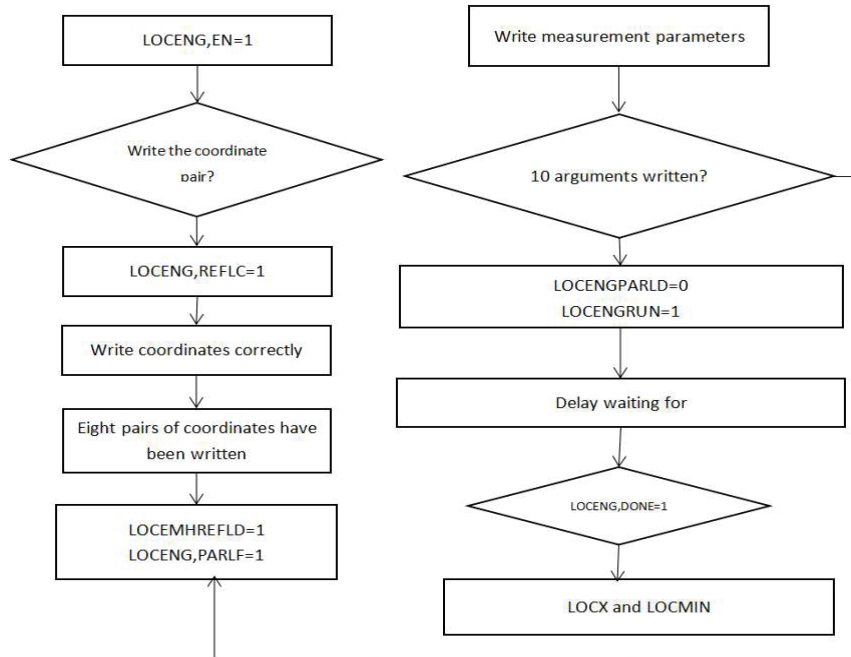 LOCENG,EN=1
Write the coordinate
pair?
LOCENG,REFLC=1
Write coordinates correctly
Eight pairs of coordinates have
been written
LOCEMHREFLD=1
LOCENG,PARLF=1
Write measurement parameters
10 arguments written?
LOCENGPARLD=0
LOCENGRUN=1
Delay waiting for
LOCENG,DONE=1
LOCX and LOCMIN